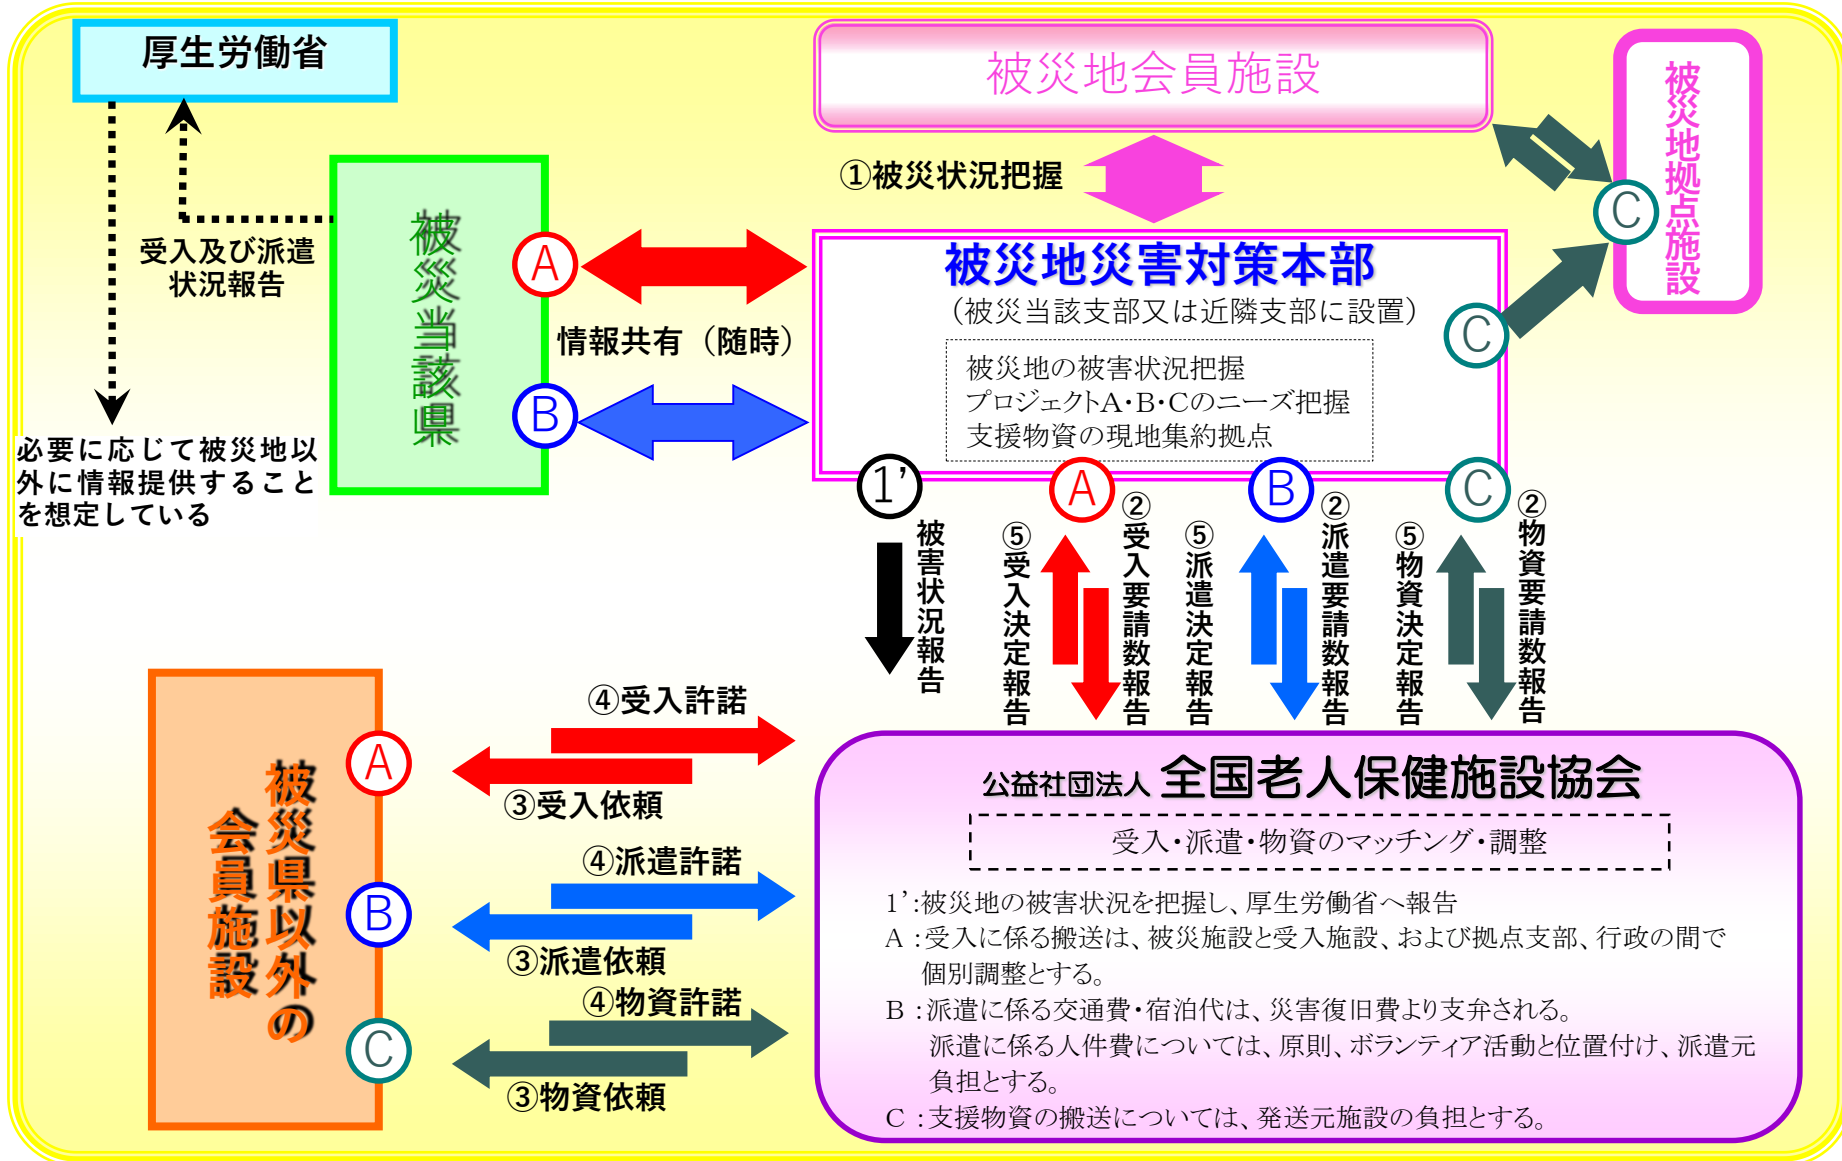 厚生労働省
被災地会員施設
被災地拠点施設
①被災状況把握
C
受入及び派遣
状況報告
被災当該県
A
B
情報共有（随時）
被災地災害対策本部
（被災当該支部又は近隣支部に設置）
被災地の被害状況把握
プロジェクトA・B・Cのニーズ把握
支援物資の現地集約拠点
C
必要に応じて被災地以
外に情報提供すること
を想定している
1’
A
B
C
被害状況報告
⑤受入決定報告
②受入要請数報告
⑤派遣決定報告
②派遣要請数報告
⑤物資決定報告
②物資要請数報告
被災県以外の
会員施設
A
B
C
④受入許諾
③受入依頼
④派遣許諾
③派遣依頼
④物資許諾
③物資依頼
公益社団法人 全国老人保健施設協会
受入・派遣・物資のマッチング・調整
1’：被災地の被害状況を把握し、厚生労働省へ報告
A：受入に係る搬送は、被災施設と受入施設、および拠点支部、行政の間で
個別調整とする。
B：派遣に係る交通費・宿泊代は、災害復旧費より支弁される。
派遣に係る人件費については、原則、ボランティア活動と位置付け、派遣元
負担とする。
C：支援物資の搬送については、発送元施設の負担とする。